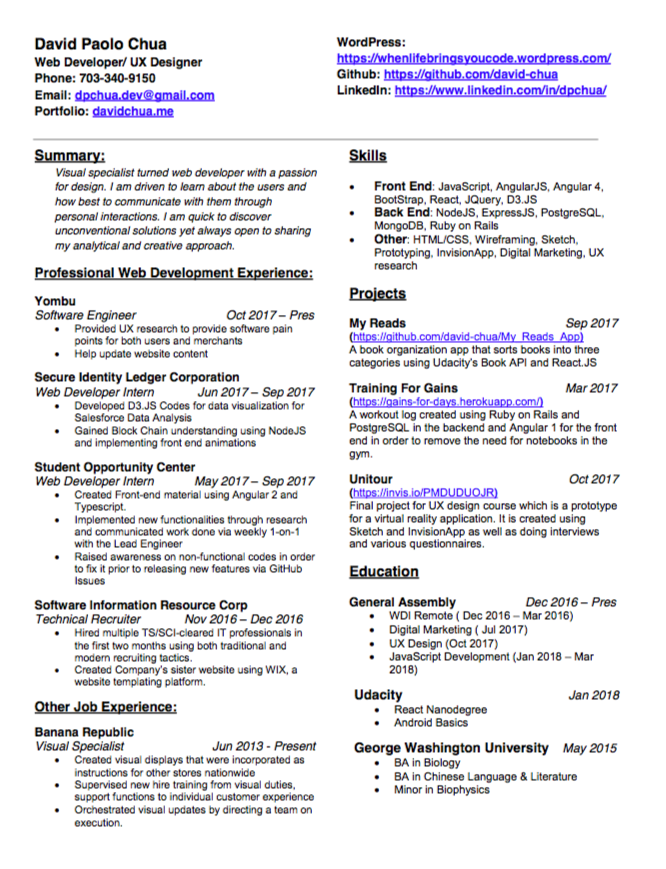 David Paolo Chua
Web Developer/ UX Designer
Phone: 703-340-9150
Email: dpchua.dev@gmail.com
Portfolio: davidchua.me
WordPress:
https://whenlifebringsyoucode.wordpress.com/
Github: https://github.com/david-chua
LinkedIn: https://www.linkedin.com/in/dpchua/
Summary:
Visual specialist turned web developer with a passion
for design. I am driven to learn about the users and
how best to communicate with them through
personal interactions. I am quick to discover
unconventional solutions yet always open to sharing
my analytical and creative approach.
Professional Web Development Experience:
Yombu
Software Engineer Oct 2017 – Pres
• Provided UX research to provide software pain
points for both users and merchants
• Help update website content
Secure Identity Ledger Corporation
Web Developer Intern Jun 2017 – Sep 2017
• Developed D3.JS Codes for data visualization for
Salesforce Data Analysis
• Gained Block Chain understanding using NodeJS
and implementing front end animations
Student Opportunity Center
Web Developer Intern May 2017 – Sep 2017
• Created Front-end material using Angular 2 and
Typescript.
• Implemented new functionalities through research
and communicated work done via weekly 1-on-1
with the Lead Engineer
• Raised awareness on non-functional codes in order
to fix it prior to releasing new features via GitHub
Issues
Software Information Resource Corp
Technical Recruiter Nov 2016 – Dec 2016
• Hired multiple TS/SCI-cleared IT professionals in
the first two months using both traditional and
modern recruiting tactics.
• Created Company's sister website using WIX, a
website templating platform.
Other Job Experience:
Banana Republic
Visual Specialist Jun 2013 - Present
• Created visual displays that were incorporated as
instructions for other stores nationwide
• Supervised new hire training from visual duties,
support functions to individual customer experience
• Orchestrated visual updates by directing a team on
execution.
Skills
• Front End: JavaScript, AngularJS, Angular 4,
BootStrap, React, JQuery, D3.JS
• Back End: NodeJS, ExpressJS, PostgreSQL,
MongoDB, Ruby on Rails
• Other: HTML/CSS, Wireframing, Sketch,
Prototyping, InvisionApp, Digital Marketing, UX
research
Projects
My Reads Sep 2017
(https://github.com/david-chua/My_Reads_App)
A book organization app that sorts books into three
categories using Udacity's Book API and React.JS
Training For Gains Mar 2017
(https://gains-for-days.herokuapp.com/)
A workout log created using Ruby on Rails and
PostgreSQL in the backend and Angular 1 for the front
end in order to remove the need for notebooks in the
gym.
Unitour Oct 2017
(https://invis.io/PMDUDUOJR)
Final project for UX design course which is a prototype
for a virtual reality application. It is created using
Sketch and InvisionApp as well as doing interviews
and various questionnaires.
Education
General Assembly Dec 2016 – Pres
• WDI Remote ( Dec 2016 – Mar 2016)
• Digital Marketing ( Jul 2017)
• UX Design (Oct 2017)
• JavaScript Development (Jan 2018 – Mar
2018)
Udacity Jan 2018
• React Nanodegree
• Android Basics
George Washington University May 2015
• BA in Biology
• BA in Chinese Language & Literature
• Minor in Biophysics